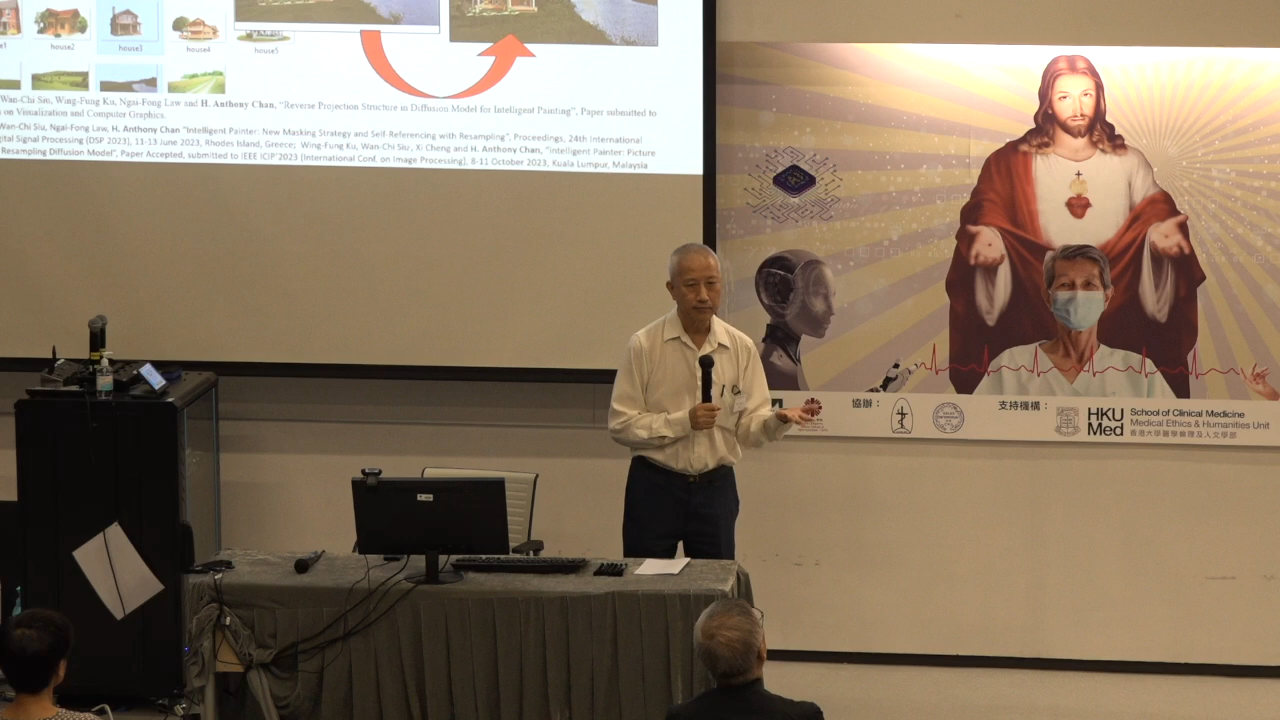 house2
house3
house4
house5
Wan-Chi Siu, Wing-Fung Ku, Ngai-Fong Law and H. Anthony Chan, "Reverse Projection Structure in Diffusion Model for Intelligent Painting", Paper submitted to
on Visualization and Computer Graphics.
Wan-Chi Siu, Ngai-Fong Law, H. Anthony Chan "Intelligent Painter: New Masking Strategy and Self-Referencing with Resampling", Proceedings, 24th International
Digital Signal Processing (DSP 2023), 11-13 June 2023, Rhodes Island, Greece; Wing-Fung Ku, Wan-Chi Siu, Xi Cheng and H. Anthony Chan, "Intelligent Painter: Picture
Resampling Diffusion Model", Paper Accepted, submitted to IEEE ICIP'2023 (International Conf. on Image Processing), 8-11 October 2023, Kuala Lumpur, Malaysia
協辦：
支持機構：
HKU
Med
School of Clinical Medicine
Medical Ethics & Humanities Unit
香港大學醫學倫理及人文學部